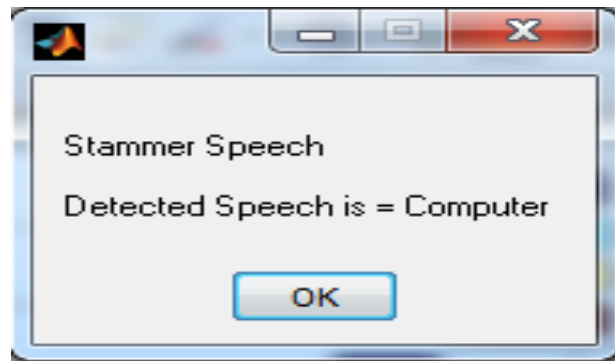 Stammer Speech
Detected Speech is = Computer
OK